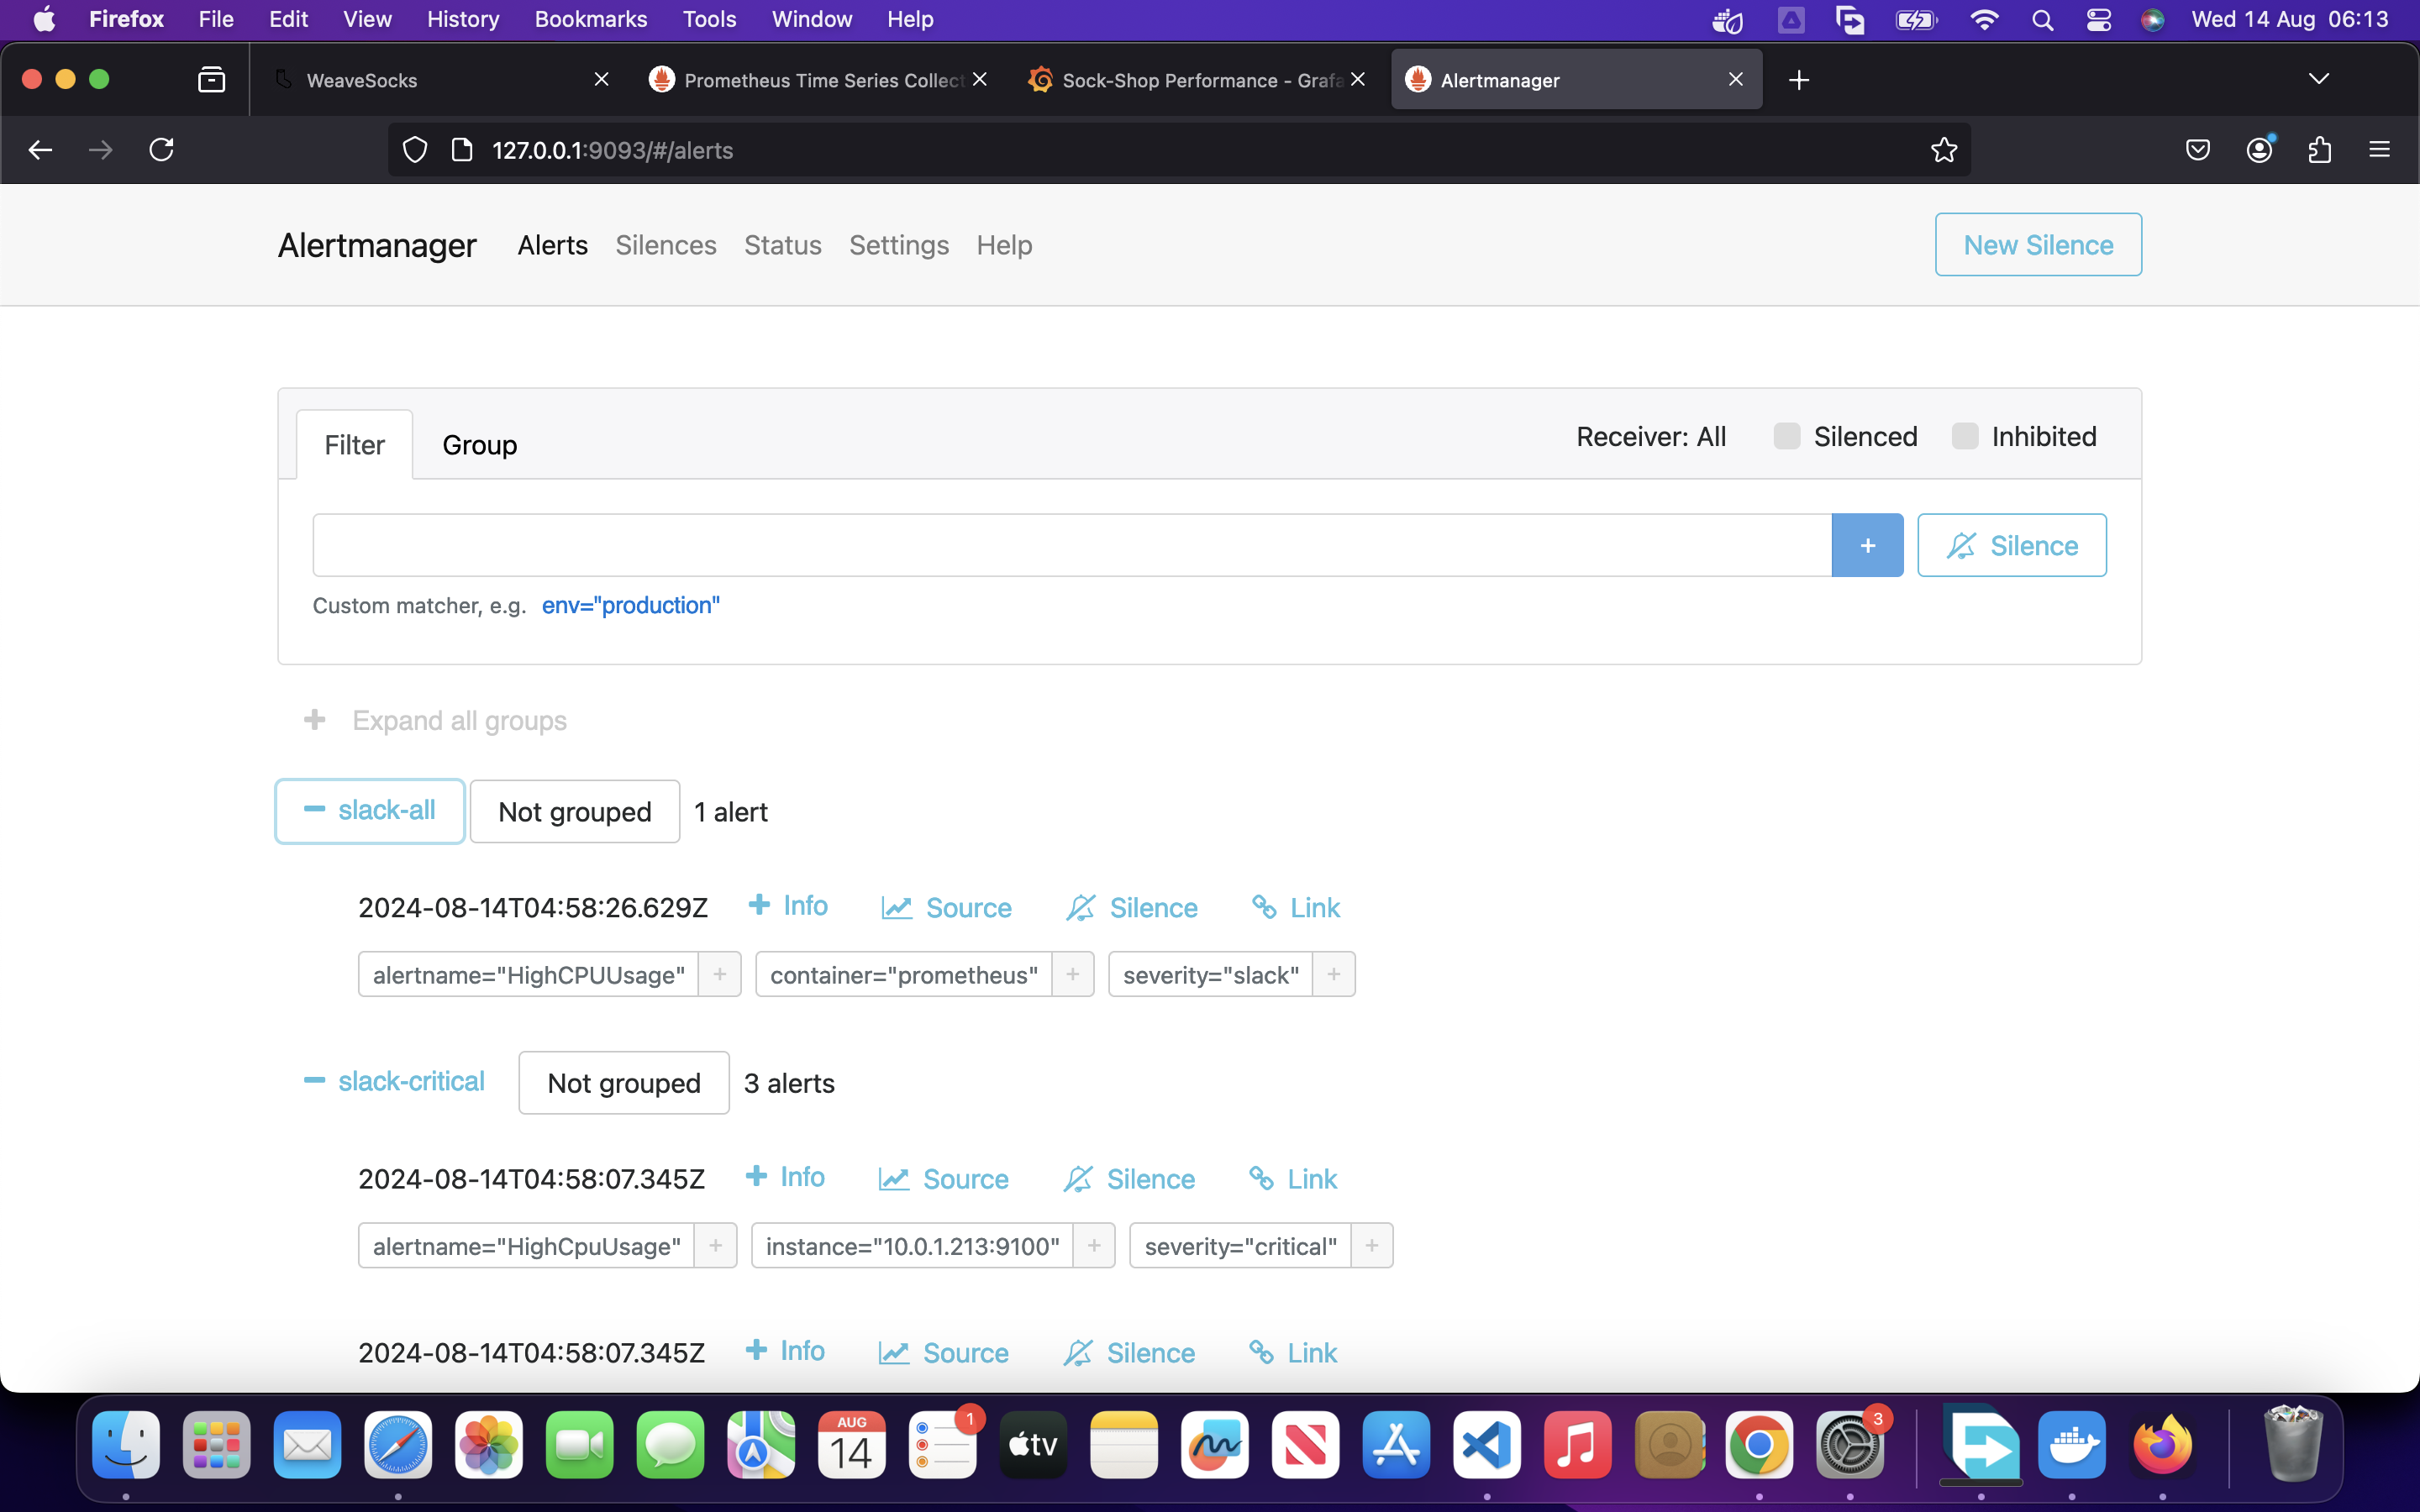 Firefox File Edit View History Bookmarks Tools Window Help Wed 14 Aug 06:13
WeaveSocks Prometheus Time Series Collect Sock-Shop Performance - Grafa Alertmanager
127.0.0.1:9093/#/alerts
Alertmanager Alerts Silences Status Settings Help New Silence
Filter Group Receiver: All Silenced Inhibited
+ Silence
Custom matcher, e.g. env="production"
+ Expand all groups
− slack-all Not grouped 1 alert
2024-08-14T04:58:26.629Z + Info Source Silence Link
alertname="HighCPUUsage" + container="prometheus" + severity="slack" +
− slack-critical Not grouped 3 alerts
2024-08-14T04:58:07.345Z + Info Source Silence Link
alertname="HighCpuUsage" + instance="10.0.1.213:9100" + severity="critical" +
2024-08-14T04:58:07.345Z + Info Source Silence Link
AUG 14 1 tv 3